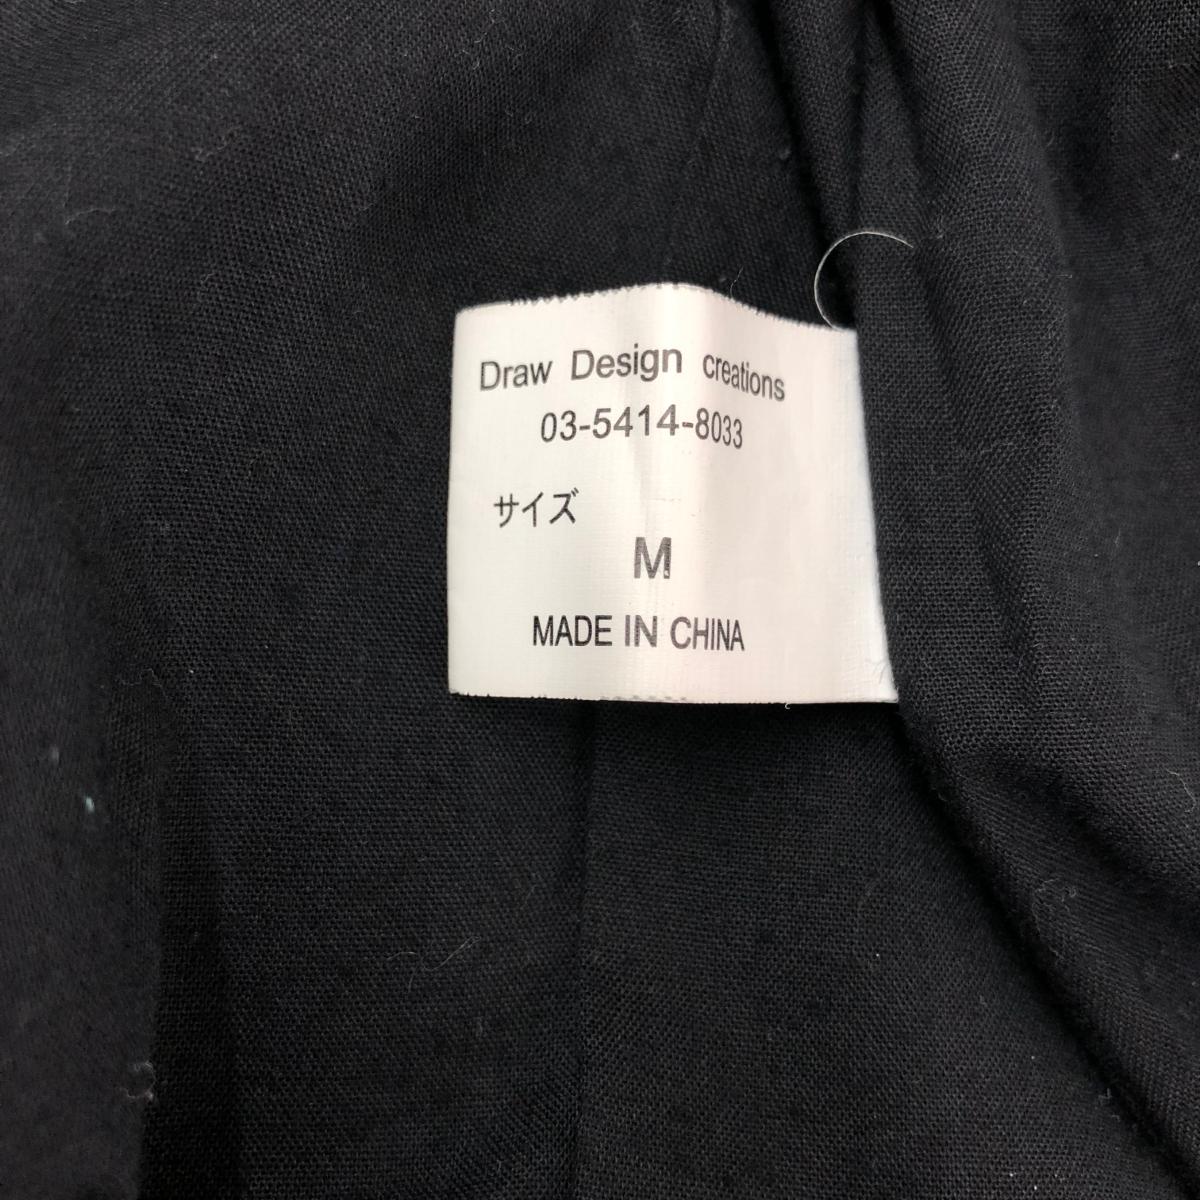 Draw Design creations
03-5414-8033
サイズ
M
MADE IN CHINA